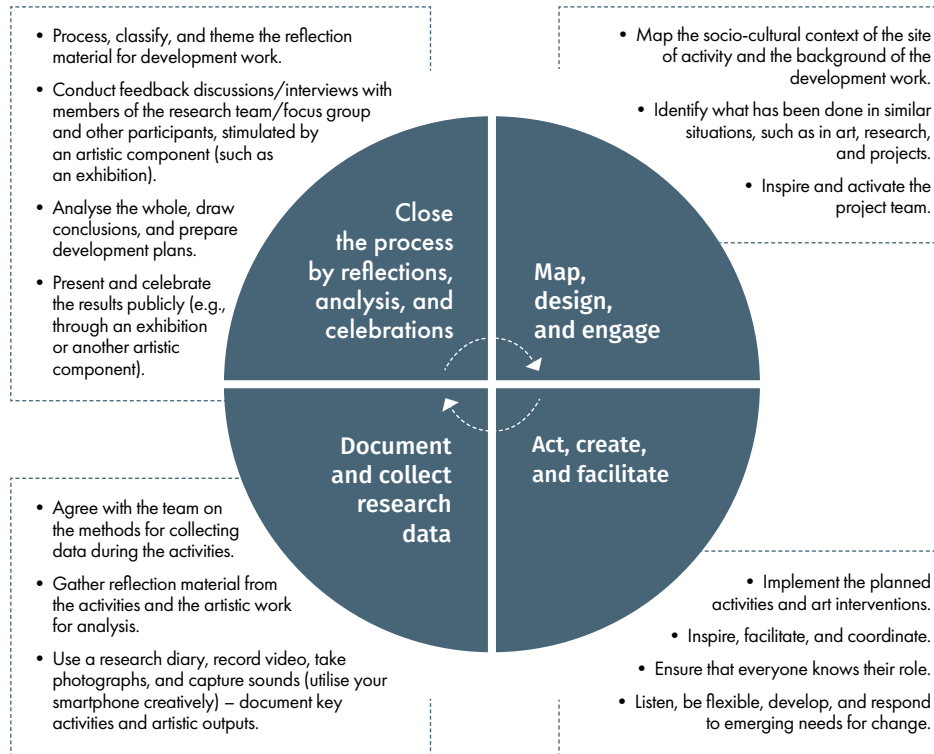 • Process, classify, and theme the reflection
material for development work.
• Conduct feedback discussions/interviews with
members of the research team/focus group
and other participants, stimulated by
an artistic component (such as
an exhibition).
• Analyse the whole, draw
conclusions, and prepare
development plans.
• Present and celebrate
the results publicly (e.g.,
through an exhibition
or another artistic
component).
• Map the socio-cultural context of the site
of activity and the background of the
development work.
• Identify what has been done in similar
situations, such as in art, research,
and projects.
• Inspire and activate the
project team.
Close
the process
by reflections,
analysis, and
celebrations
Map,
design,
and engage
Document
and collect
research
data
Act, create,
and facilitate
• Agree with the team on
the methods for collecting
data during the activities.
• Gather reflection material from
the activities and the artistic work
for analysis.
• Use a research diary, record video, take
photographs, and capture sounds (utilise your
smartphone creatively) – document key
activities and artistic outputs.
• Implement the planned
activities and art interventions.
• Inspire, facilitate, and coordinate.
• Ensure that everyone knows their role.
• Listen, be flexible, develop, and respond
to emerging needs for change.